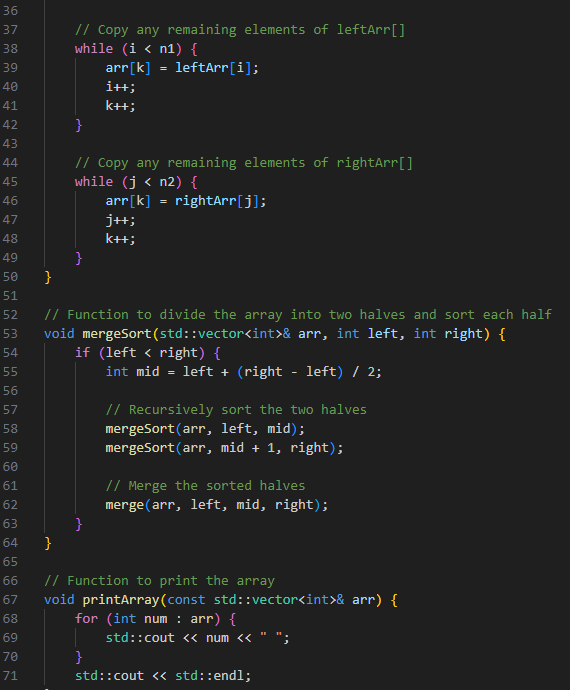 36
37 // Copy any remaining elements of leftArr[]
38 while (i < n1) {
39 arr[k] = leftArr[i];
40 i++;
41 k++;
42 }
43
44 // Copy any remaining elements of rightArr[]
45 while (j < n2) {
46 arr[k] = rightArr[j];
47 j++;
48 k++;
49 }
50 }
51
52 // Function to divide the array into two halves and sort each half
53 void mergeSort(std::vector<int>& arr, int left, int right) {
54 if (left < right) {
55 int mid = left + (right - left) / 2;
56
57 // Recursively sort the two halves
58 mergeSort(arr, left, mid);
59 mergeSort(arr, mid + 1, right);
60
61 // Merge the sorted halves
62 merge(arr, left, mid, right);
63 }
64 }
65
66 // Function to print the array
67 void printArray(const std::vector<int>& arr) {
68 for (int num : arr) {
69 std::cout << num << " ";
70 }
71 std::cout << std::endl;